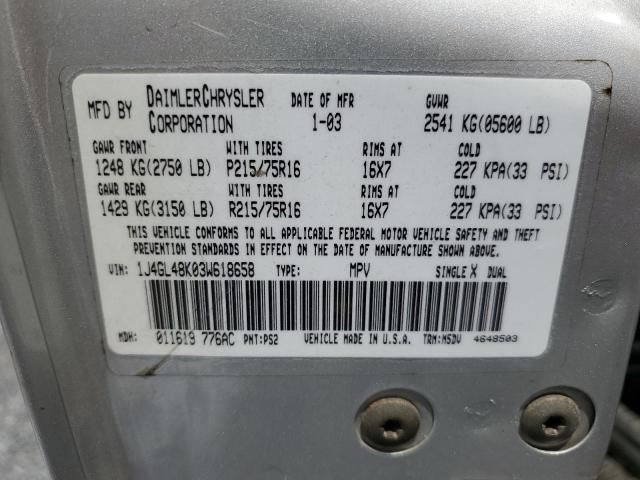 MFD BY DAIMLERCHRYSLER CORPORATION DATE OF MFR 1-03 GVWR 2541 KG(05600 LB)
GAWR FRONT WITH TIRES RIMS AT COLD
1248 KG(2750 LB) P215/75R16 16X7 227 KPA(33 PSI)
GAWR REAR WITH TIRES RIMS AT COLD
1429 KG(3150 LB) R215/75R16 16X7 227 KPA(33 PSI)
THIS VEHICLE CONFORMS TO ALL APPLICABLE FEDERAL MOTOR VEHICLE SAFETY AND THEFT
PREVENTION STANDARDS IN EFFECT ON THE DATE OF MANUFACTURE SHOWN ABOVE.
VIN: 1J4GL48K03W618658 TYPE: MPV SINGLE X DUAL
MDH: 011619 776AC PNT:PS2 VEHICLE MADE IN U.S.A. TRM:MSDV 4648503